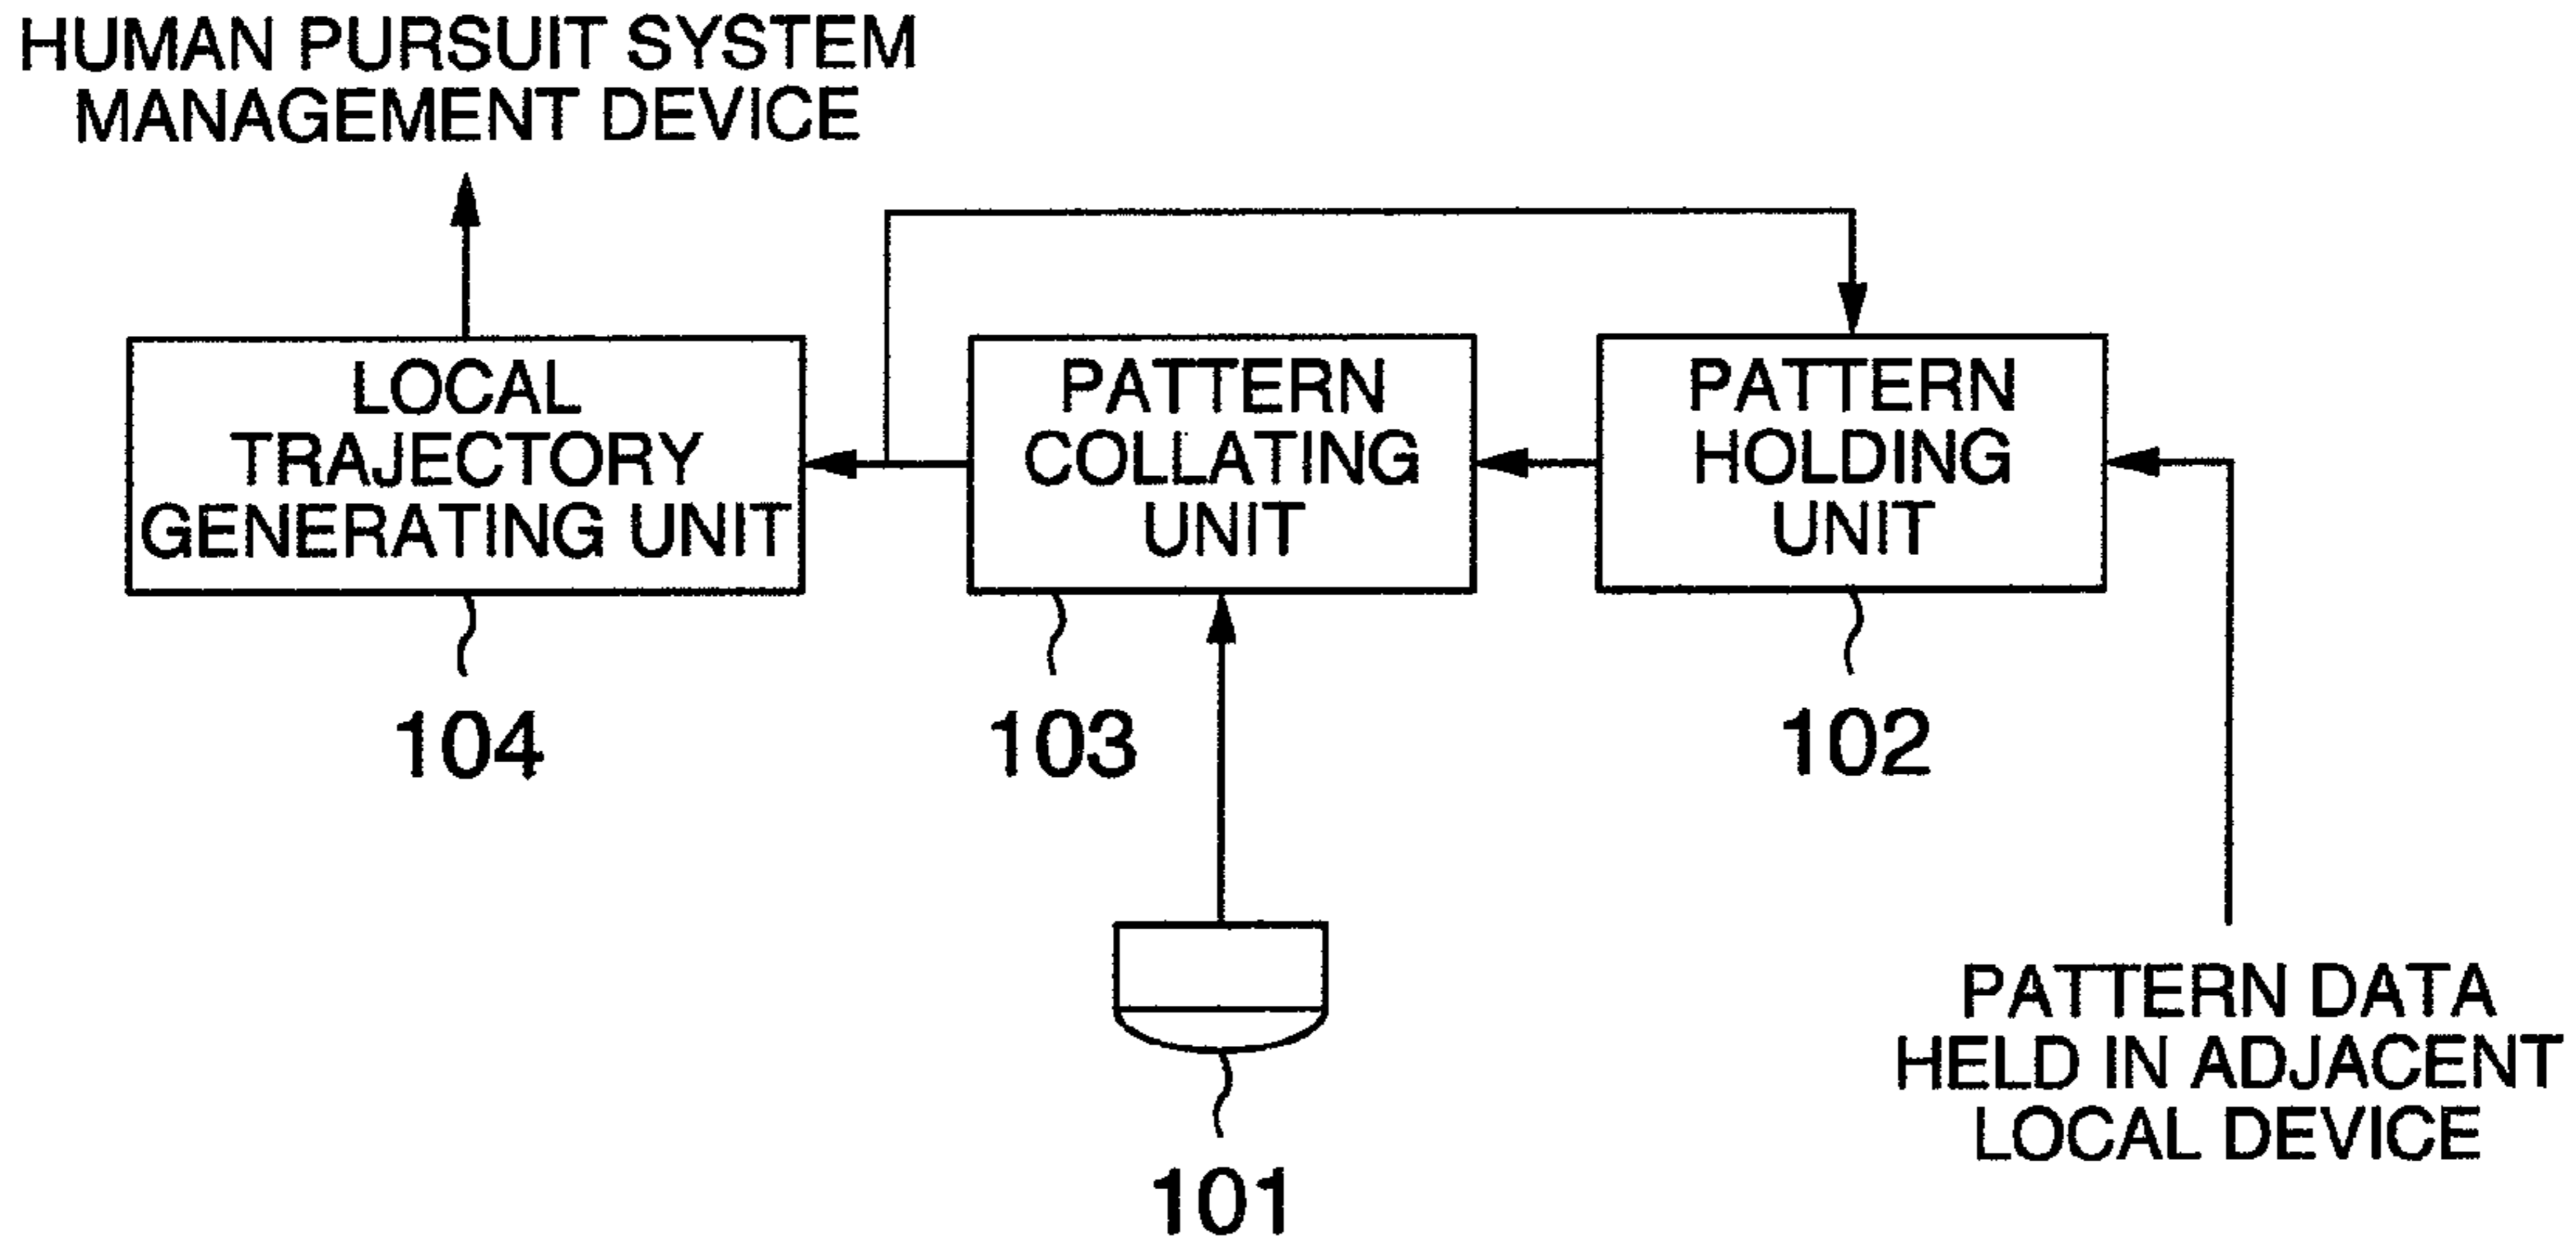 HUMAN PURSUIT SYSTEM
MANAGEMENT DEVICE
LOCAL
TRAJECTORY
GENERATING UNIT
PATTERN
COLLATING
UNIT
PATTERN
HOLDING
UNIT
104
103
102
101
PATTERN DATA
HELD IN ADJACENT
LOCAL DEVICE